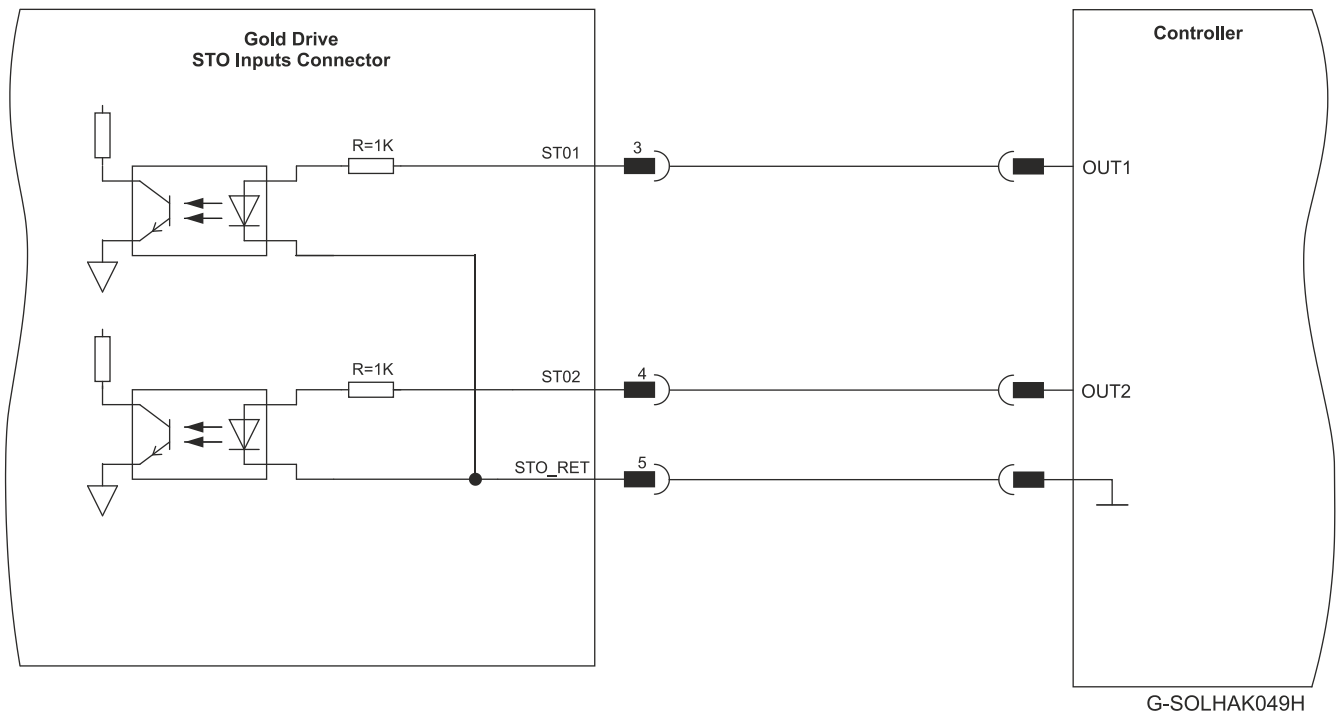 Gold Drive
STO Inputs Connector
Controller
R=1K
ST01
3
OUT1
R=1K
ST02
4
OUT2
STO_RET
5
G-SOLHAK049H